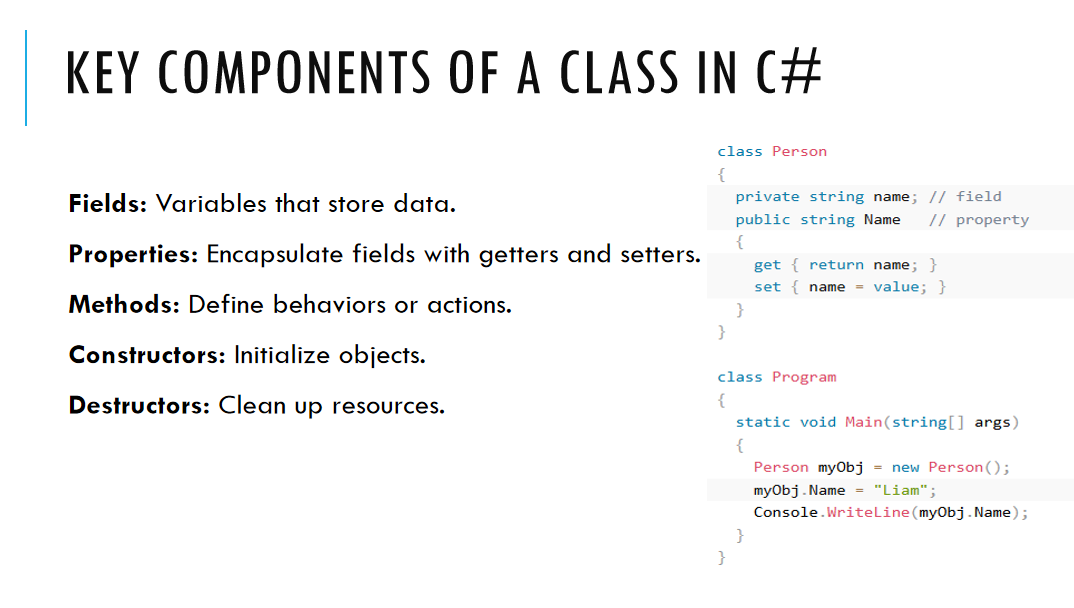 KEY COMPONENTS OF A CLASS IN C#
Fields: Variables that store data.
Properties: Encapsulate fields with getters and setters.
Methods: Define behaviors or actions.
Constructors: Initialize objects.
Destructors: Clean up resources.
class Person
{
  private string name; // field
  public string Name   // property
  {
    get { return name; }
    set { name = value; }
  }
}
class Program
{
  static void Main(string[] args)
  {
    Person myObj = new Person();
    myObj.Name = "Liam";
    Console.WriteLine(myObj.Name);
  }
}